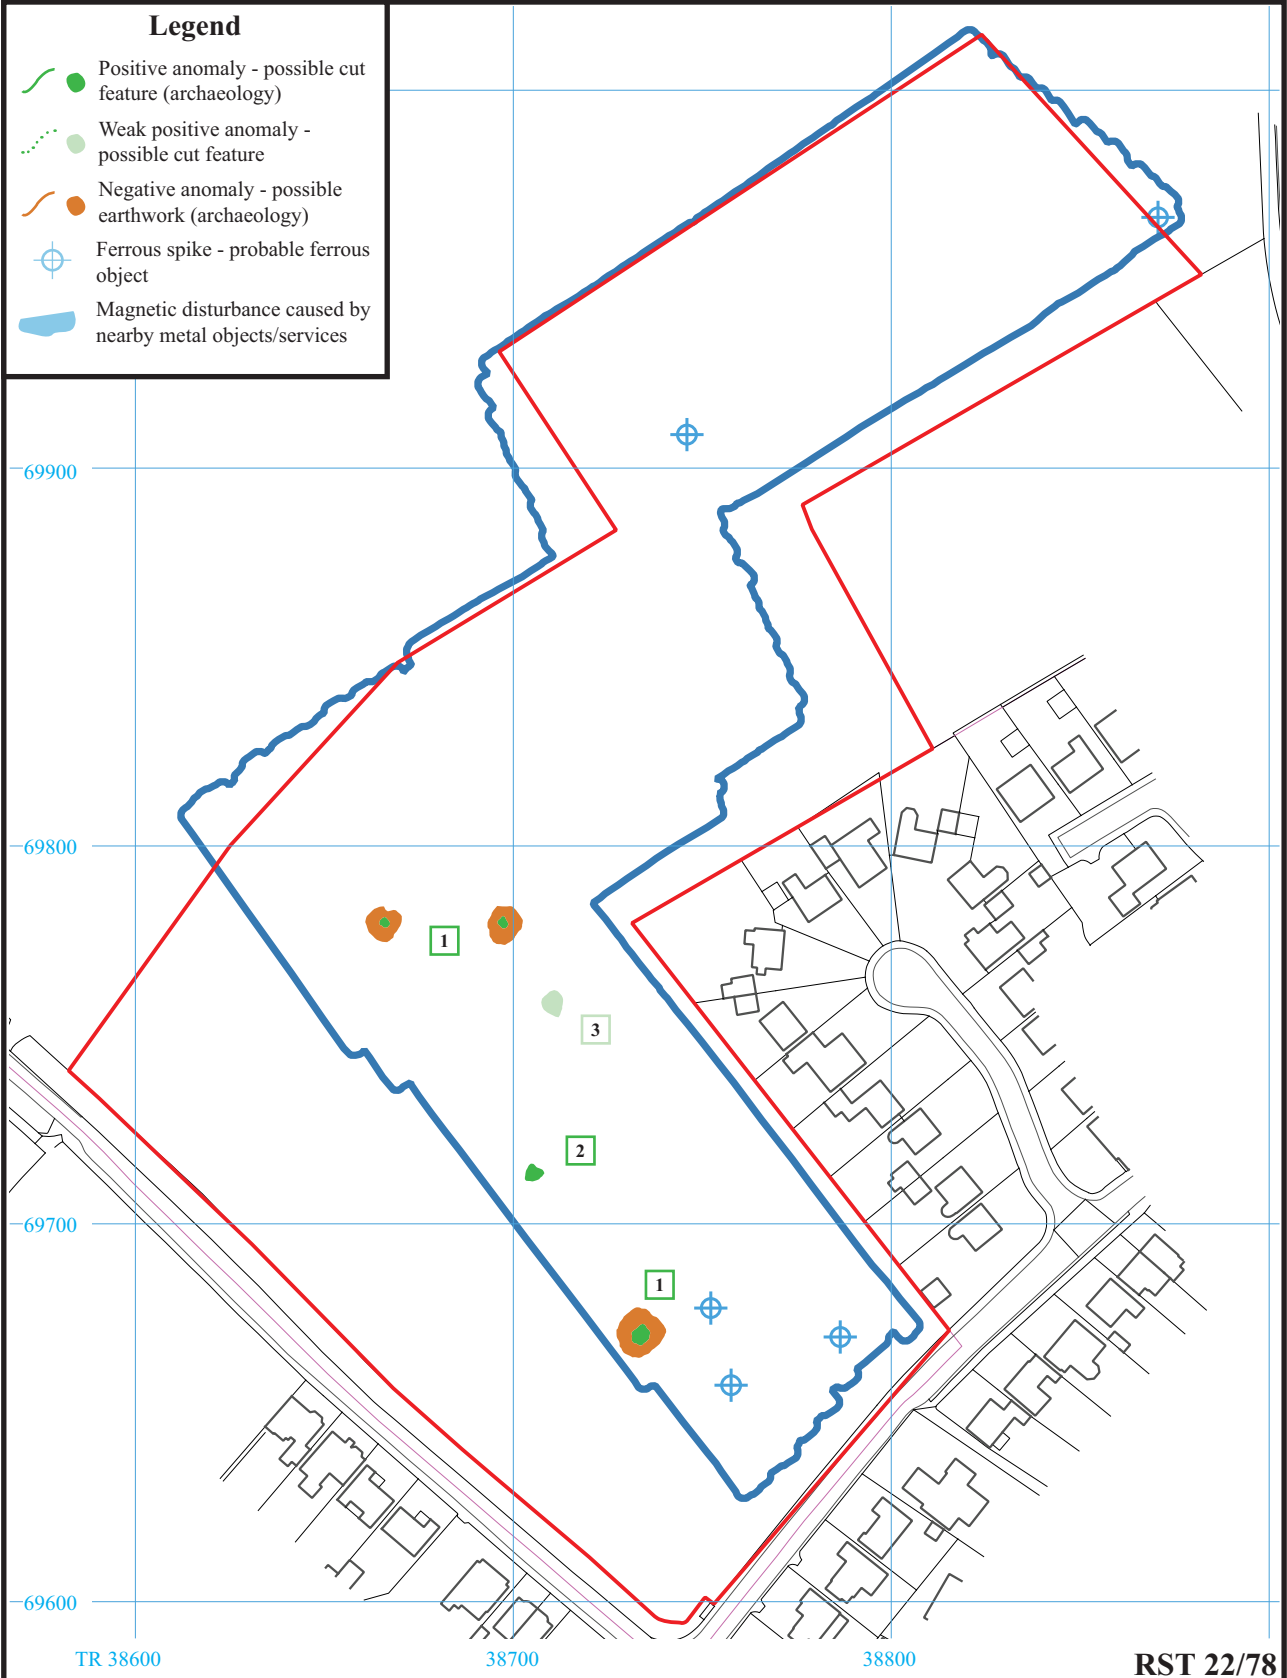 Legend
Positive anomaly - possible cut
feature (archaeology)
Weak positive anomaly -
possible cut feature
Negative anomaly - possible
earthwork (archaeology)
Ferrous spike - probable ferrous
object
Magnetic disturbance caused by
nearby metal objects/services
69900
69800
1
3
2
69700
1
69600
TR 38600
38700
38800
RST 22/78